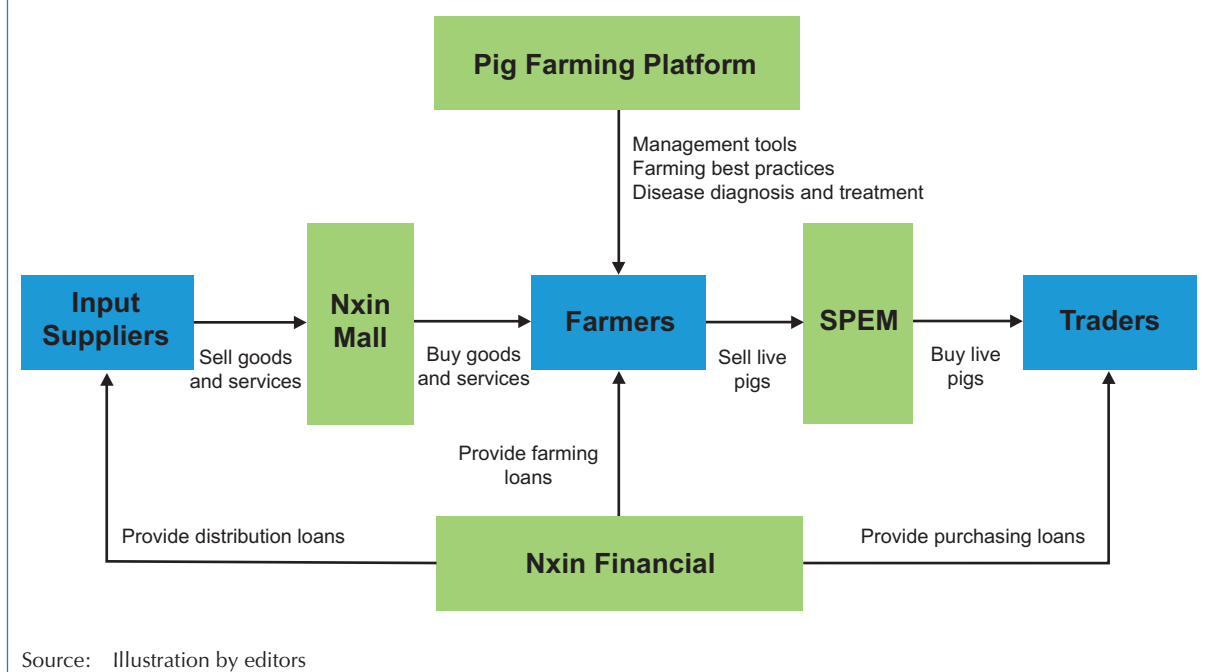 Pig Farming Platform
Management tools
Farming best practices
Disease diagnosis and treatment
Input
Suppliers
Sell goods
and services
Nxin
Mall
Buy goods
and services
Farmers
Sell live
pigs
SPEM
Buy live
pigs
Traders
Provide farming
loans
Provide distribution loans
Nxin Financial
Provide purchasing loans
Source: Illustration by editors